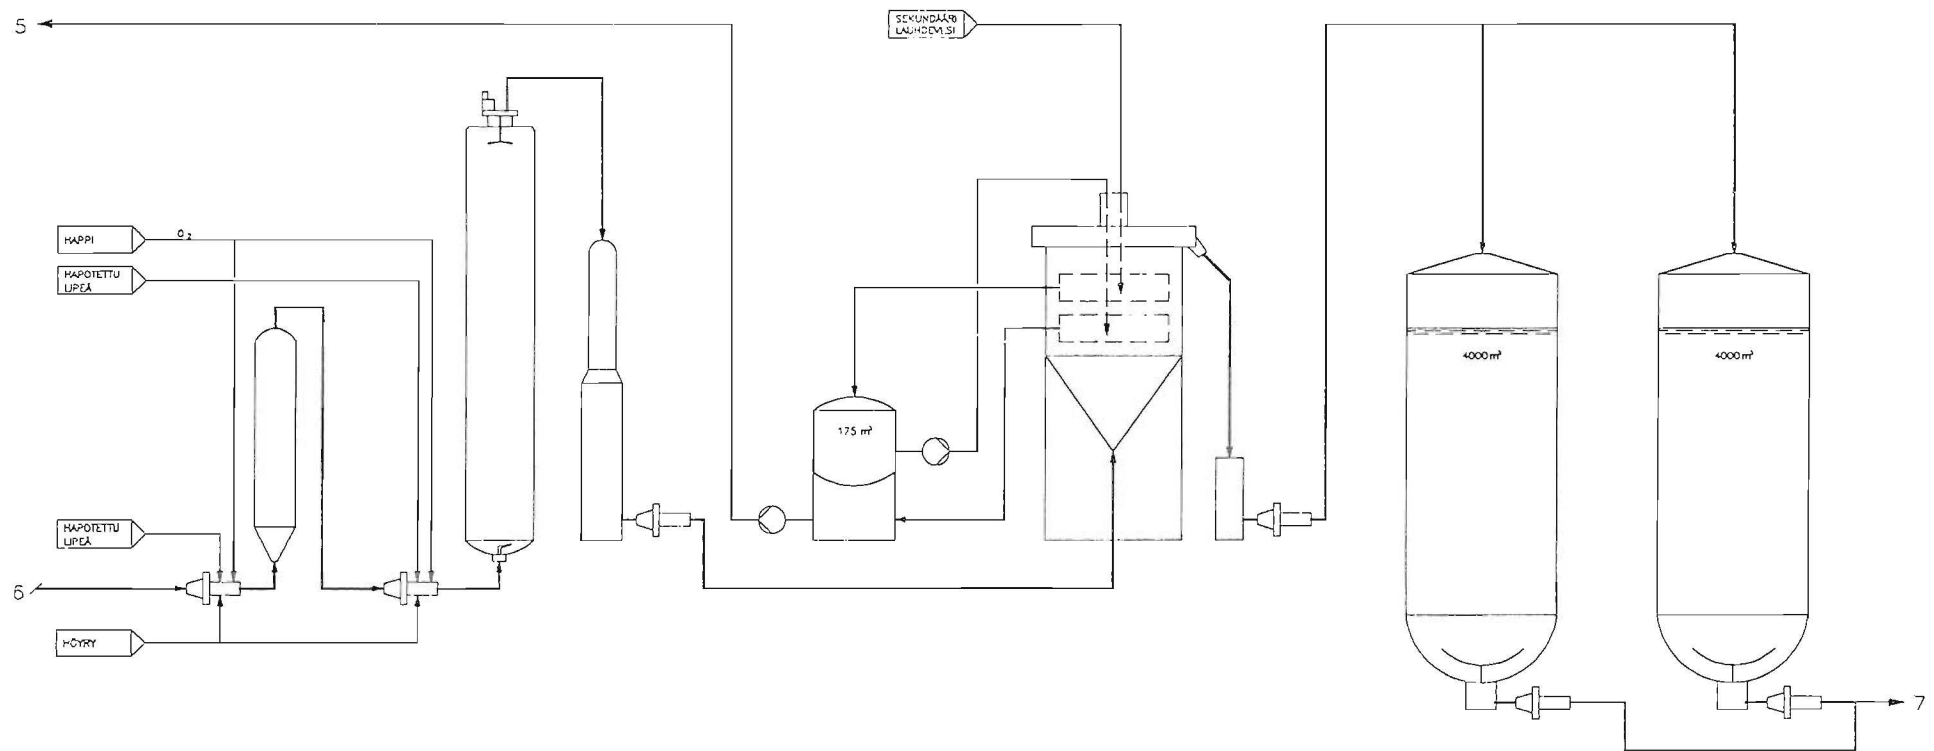 5
SEKUNDÄÄRI
LAUHDEVESI
HAPPI
O2
HAPOTETTU
LIPEÄ
4000 m³
4000 m³
175 m³
HAPOTETTU
LIPEÄ
6
HÖYRY
7